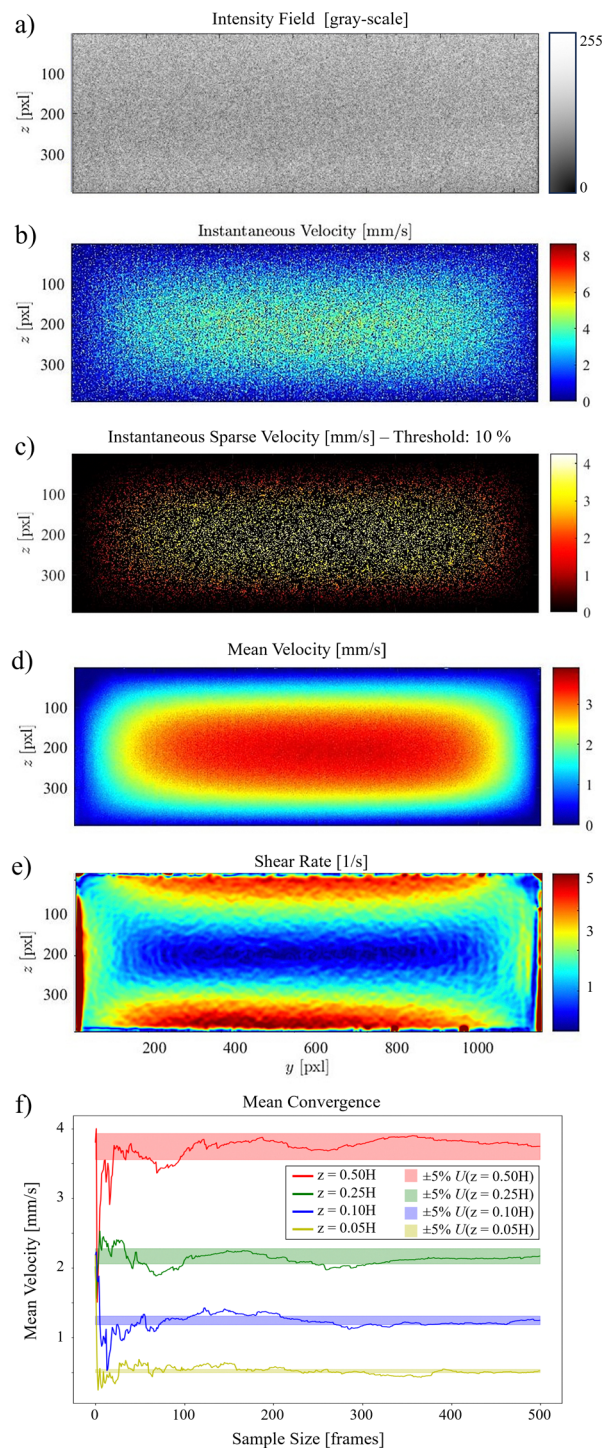 a)
Intensity Field [gray-scale]
100
200
300
z [pxl]
255
0
b)
Instantaneous Velocity [mm/s]
100
200
300
z [pxl]
8
6
4
2
0
c)
Instantaneous Sparse Velocity [mm/s] – Threshold: 10 %
100
200
300
z [pxl]
4
3
2
1
0
d)
Mean Velocity [mm/s]
100
200
300
z [pxl]
3
2
1
0
e)
Shear Rate [1/s]
100
200
300
z [pxl]
5
3
1
200 400 600 800 1000
y [pxl]
f)
Mean Convergence
4
3
2
1
Mean Velocity [mm/s]
z = 0.50H ±5% U(z = 0.50H)
z = 0.25H ±5% U(z = 0.25H)
z = 0.10H ±5% U(z = 0.10H)
z = 0.05H ±5% U(z = 0.05H)
0 100 200 300 400 500
Sample Size [frames]